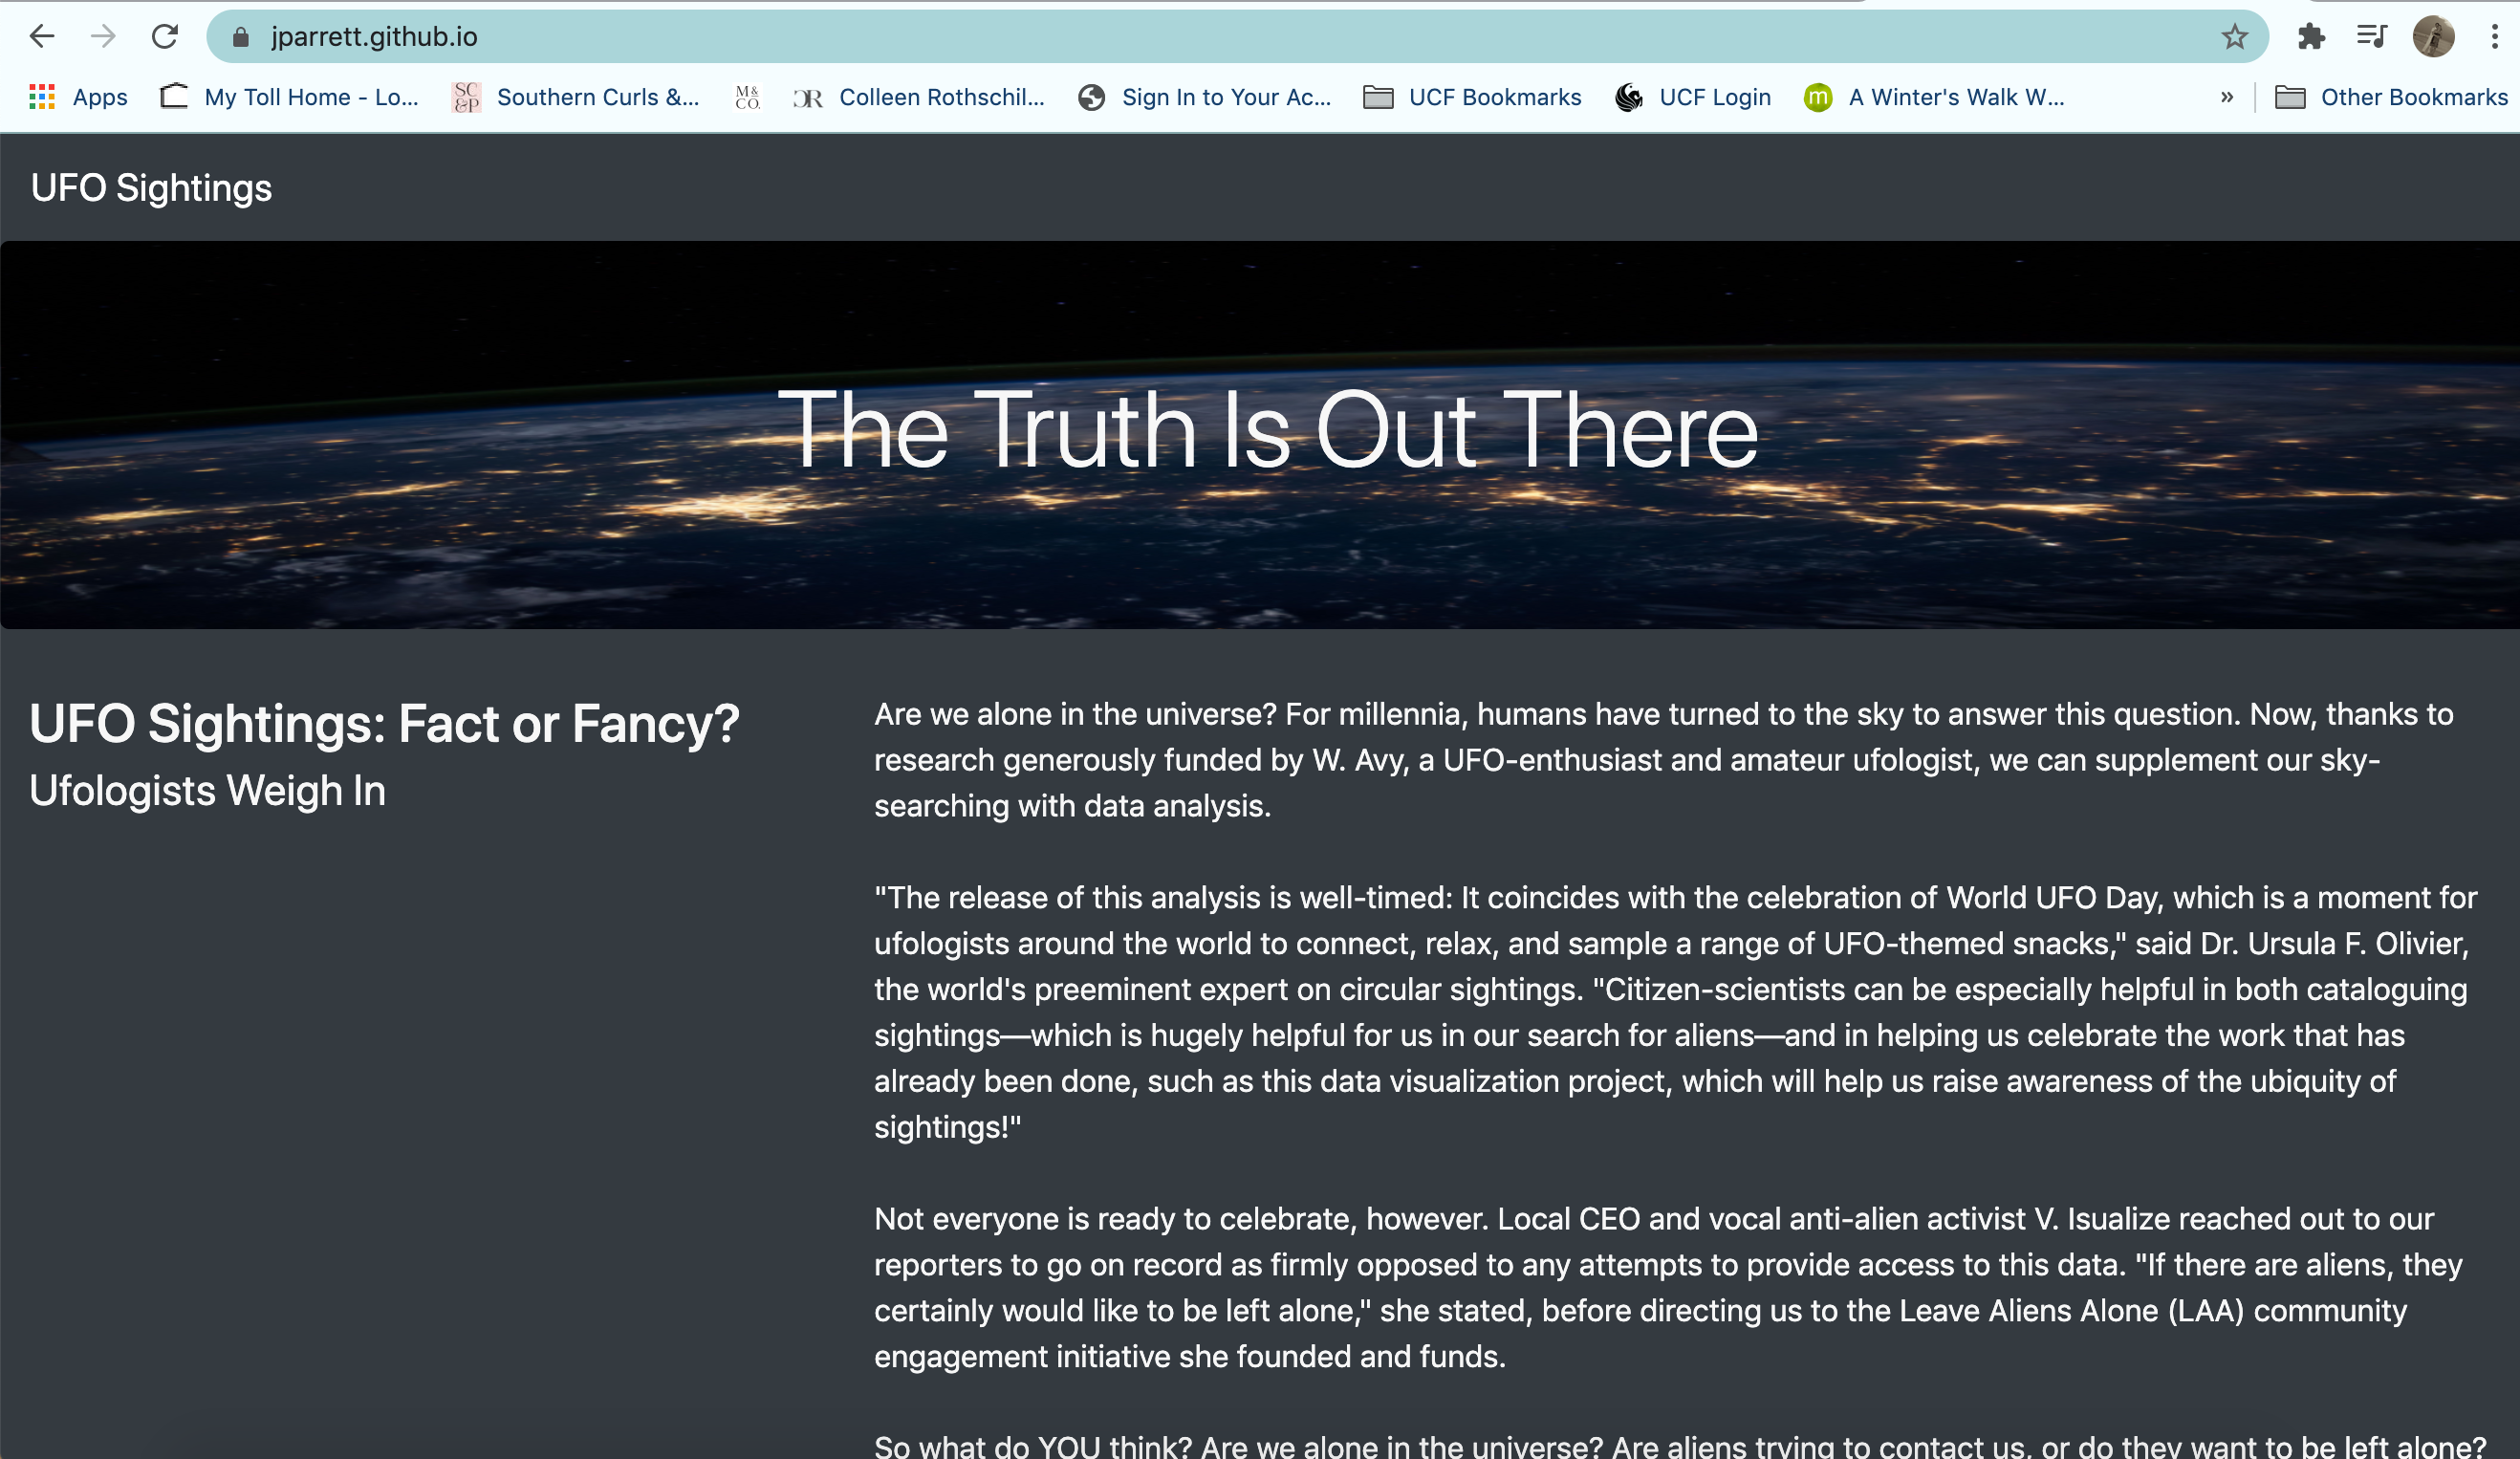 jparrett.github.io
Apps My Toll Home - Lo... SC &P Southern Curls &... M& CO. CR Colleen Rothschil... Sign In to Your Ac... UCF Bookmarks UCF Login m A Winter's Walk W... » Other Bookmarks
UFO Sightings
The Truth Is Out There
UFO Sightings: Fact or Fancy?
Ufologists Weigh In
Are we alone in the universe? For millennia, humans have turned to the sky to answer this question. Now, thanks to
research generously funded by W. Avy, a UFO-enthusiast and amateur ufologist, we can supplement our sky-
searching with data analysis.
"The release of this analysis is well-timed: It coincides with the celebration of World UFO Day, which is a moment for
ufologists around the world to connect, relax, and sample a range of UFO-themed snacks," said Dr. Ursula F. Olivier,
the world's preeminent expert on circular sightings. "Citizen-scientists can be especially helpful in both cataloguing
sightings—which is hugely helpful for us in our search for aliens—and in helping us celebrate the work that has
already been done, such as this data visualization project, which will help us raise awareness of the ubiquity of
sightings!"
Not everyone is ready to celebrate, however. Local CEO and vocal anti-alien activist V. Isualize reached out to our
reporters to go on record as firmly opposed to any attempts to provide access to this data. "If there are aliens, they
certainly would like to be left alone," she stated, before directing us to the Leave Aliens Alone (LAA) community
engagement initiative she founded and funds.
So what do YOU think? Are we alone in the universe? Are aliens trying to contact us, or do they want to be left alone?